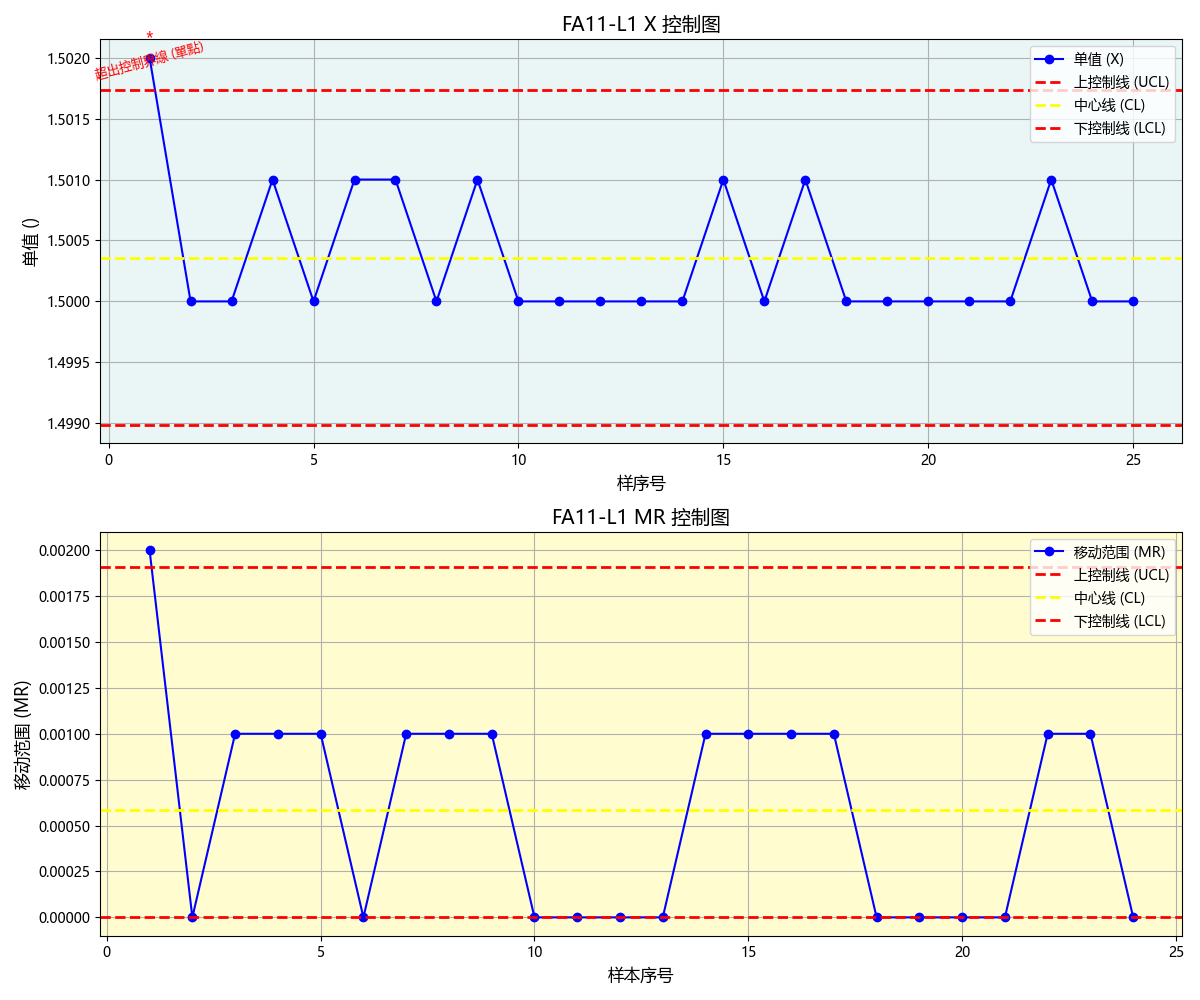 FA11-L1 X 控制图
*
超出控制界線 (單點)
单值 (X)
上控制线 (UCL)
中心线 (CL)
下控制线 (LCL)
单值 ()
1.5020
1.5015
1.5010
1.5005
1.5000
1.4995
1.4990
0 5 10 15 20 25
样序号
FA11-L1 MR 控制图
移动范围 (MR)
上控制线 (UCL)
中心线 (CL)
下控制线 (LCL)
移动范围 (MR)
0.00200
0.00175
0.00150
0.00125
0.00100
0.00075
0.00050
0.00025
0.00000
0 5 10 15 20 25
样本序号